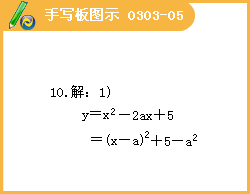 手写板图示 0303-05
10.解：1)
y=x²-2ax+5
=(x-a)²+5-a²